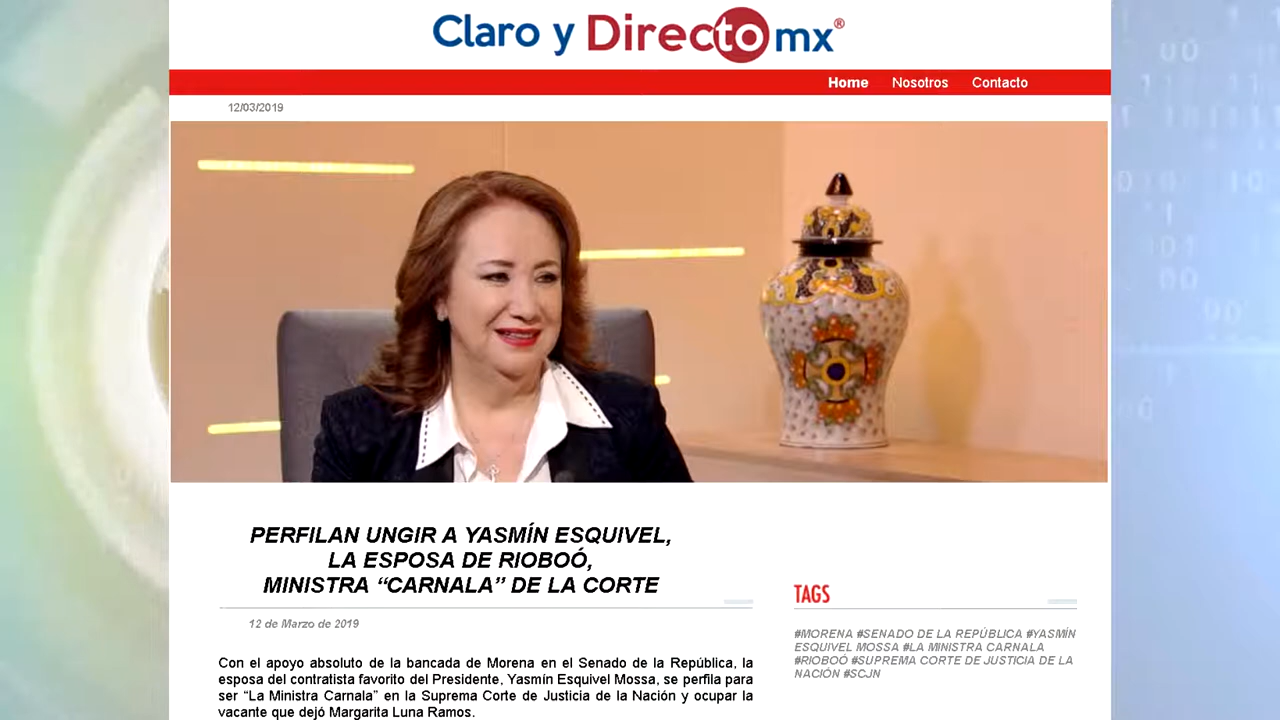 Claro y Directo mx®
Home Nosotros Contacto
12/03/2019
PERFILAN UNGIR A YASMÍN ESQUIVEL,
LA ESPOSA DE RIOBOÓ,
MINISTRA “CARNALA” DE LA CORTE
12 de Marzo de 2019
Con el apoyo absoluto de la bancada de Morena en el Senado de la República, la
esposa del contratista favorito del Presidente, Yasmín Esquivel Mossa, se perfila para
ser “La Ministra Carnala” en la Suprema Corte de Justicia de la Nación y ocupar la
vacante que dejó Margarita Luna Ramos.
TAGS
#MORENA #SENADO DE LA REPÚBLICA #YASMÍN
ESQUIVEL MOSSA #LA MINISTRA CARNALA
#RIOBOÓ #SUPREMA CORTE DE JUSTICIA DE LA
NACIÓN #SCJN